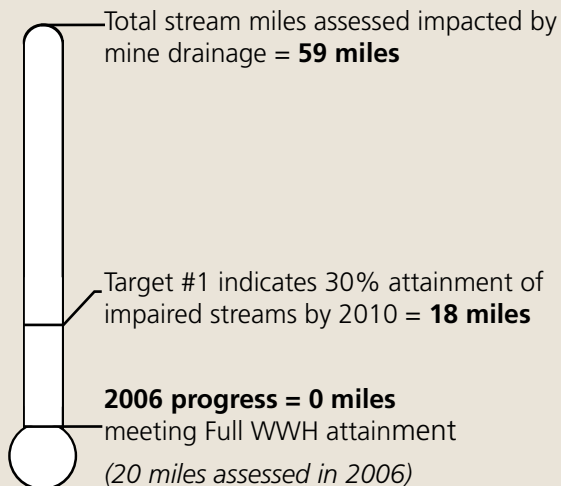 Total stream miles assessed impacted by
mine drainage = 59 miles
Target #1 indicates 30% attainment of
impaired streams by 2010 = 18 miles
2006 progress = 0 miles
meeting Full WWH attainment
(20 miles assessed in 2006)